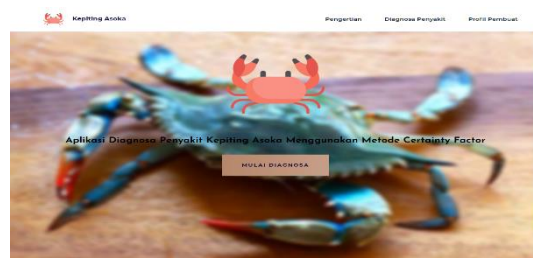 Kepiting Asoka
Pengertian
Diagnosa Penyakit
Profil Pembuat
Aplikasi Diagnosa Penyakit Kepiting Asoka Menggunakan Metode Certainty Factor
MULAI DIAGNOSA